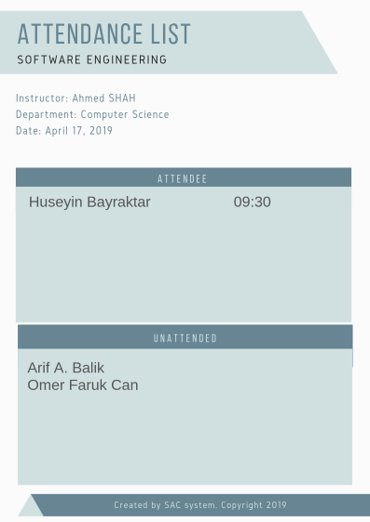 ATTENDANCE LIST
SOFTWARE ENGINEERING
Instructor: Ahmed SHAH
Department: Computer Science
Date: April 17, 2019
ATTENDEE
Huseyin Bayraktar 09:30
UNATTENDED
Arif A. Balik
Omer Faruk Can
Created by SAC system. Copyright 2019